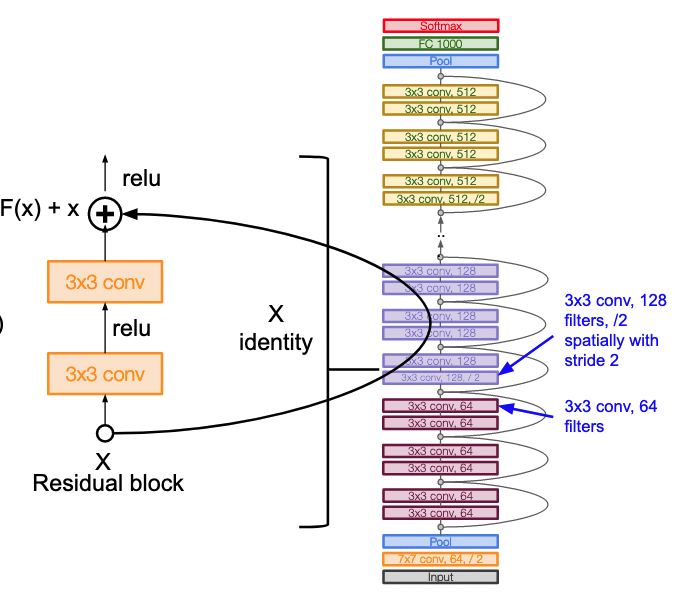 relu
F(x) + x
3x3 conv
relu
3x3 conv
X
Residual block
)
X
identity
Softmax
FC 1000
Pool
3x3 conv, 512
3x3 conv, 512
3x3 conv, 512
3x3 conv, 512
3x3 conv, 512
3x3 conv, 512, /2
..
3x3 conv, 128
3x3 conv, 128
3x3 conv, 128
3x3 conv, 128
3x3 conv, 128
3x3 conv, 128, / 2
3x3 conv, 64
3x3 conv, 64
3x3 conv, 64
3x3 conv, 64
3x3 conv, 64
3x3 conv, 64
Pool
7x7 conv, 64, / 2
Input
3x3 conv, 128
filters, /2
spatially with
stride 2
3x3 conv, 64
filters